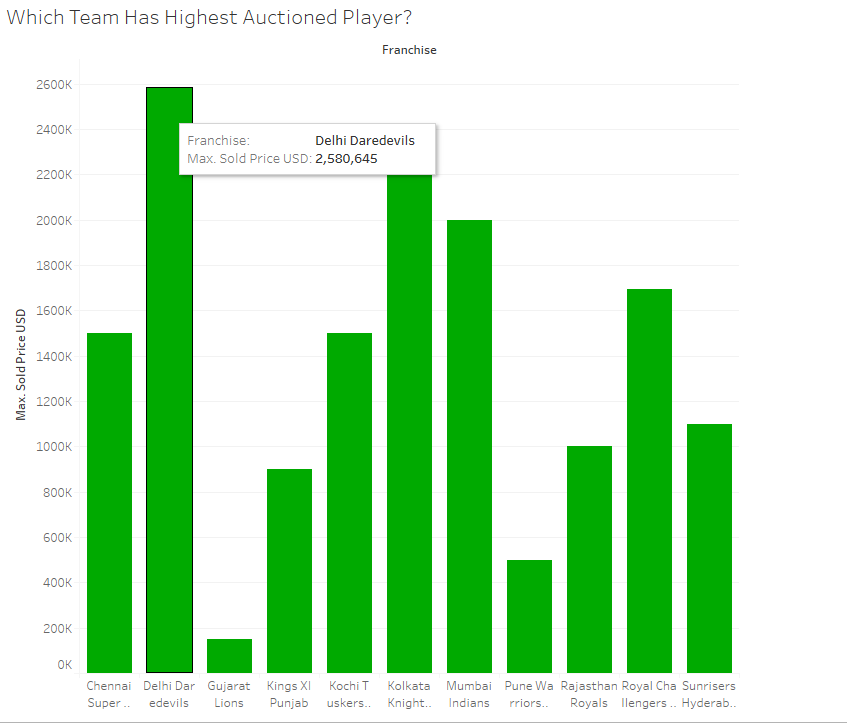 Which Team Has Highest Auctioned Player?
Franchise
2600K
2400K
2200K
2000K
1800K
1600K
1400K
1200K
1000K
800K
600K
400K
200K
0K
Max. Sold Price USD
Franchise: Delhi Daredevils
Max. Sold Price USD: 2,580,645
Chennai Delhi Dar Gujarat Kings XI Kochi T Kolkata Mumbai Pune Wa Rajasthan Royal Cha Sunrisers
Super .. edevils Lions Punjab uskers.. Knight.. Indians rriors.. Royals llengers .. Hyderab..